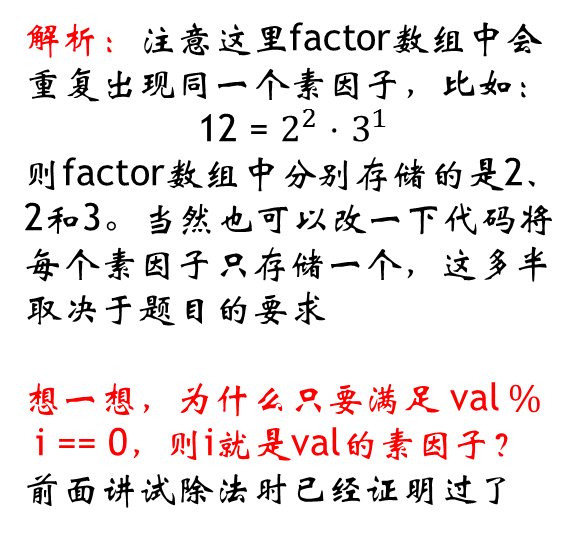 解析：注意这里factor数组中会
重复出现同一个素因子，比如：
12 = 2² · 3¹
则factor数组中分别存储的是2、
2和3。当然也可以改一下代码将
每个素因子只存储一个，这多半
取决于题目的要求
想一想，为什么只要满足 val %
i == 0，则i就是val的素因子？
前面讲试除法时已经证明过了